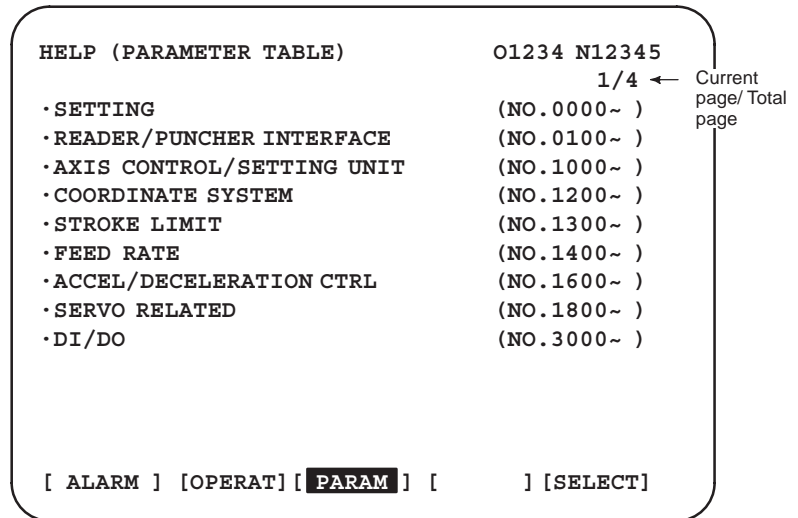 HELP (PARAMETER TABLE) O1234 N12345
1/4 ← Current page/ Total page
·SETTING (NO.0000~ )
·READER/PUNCHER INTERFACE (NO.0100~ )
·AXIS CONTROL/SETTING UNIT (NO.1000~ )
·COORDINATE SYSTEM (NO.1200~ )
·STROKE LIMIT (NO.1300~ )
·FEED RATE (NO.1400~ )
·ACCEL/DECELERATION CTRL (NO.1600~ )
·SERVO RELATED (NO.1800~ )
·DI/DO (NO.3000~ )
[ ALARM ] [OPERAT] [ PARAM ] [ ] [SELECT]